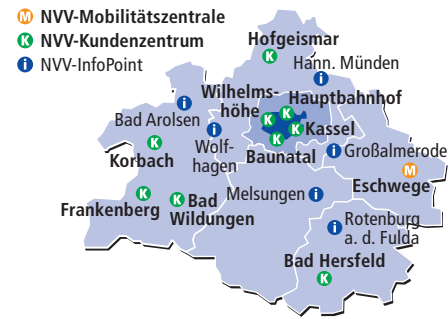 M NVV-Mobilitätszentrale
K NVV-Kundenzentrum
i NVV-InfoPoint
Hofgeismar
K
Hann. Münden
i
Wilhelms-
höhe
K
Hauptbahnhof
K
K Kassel
K
Baunatal
i
Bad Arolsen
i
Wolf-
hagen
K
Korbach
i Großalmerode
M
Eschwege
K
Frankenberg
K Bad
Wildungen
Melsungen i
i Rotenburg
a. d. Fulda
Bad Hersfeld
K